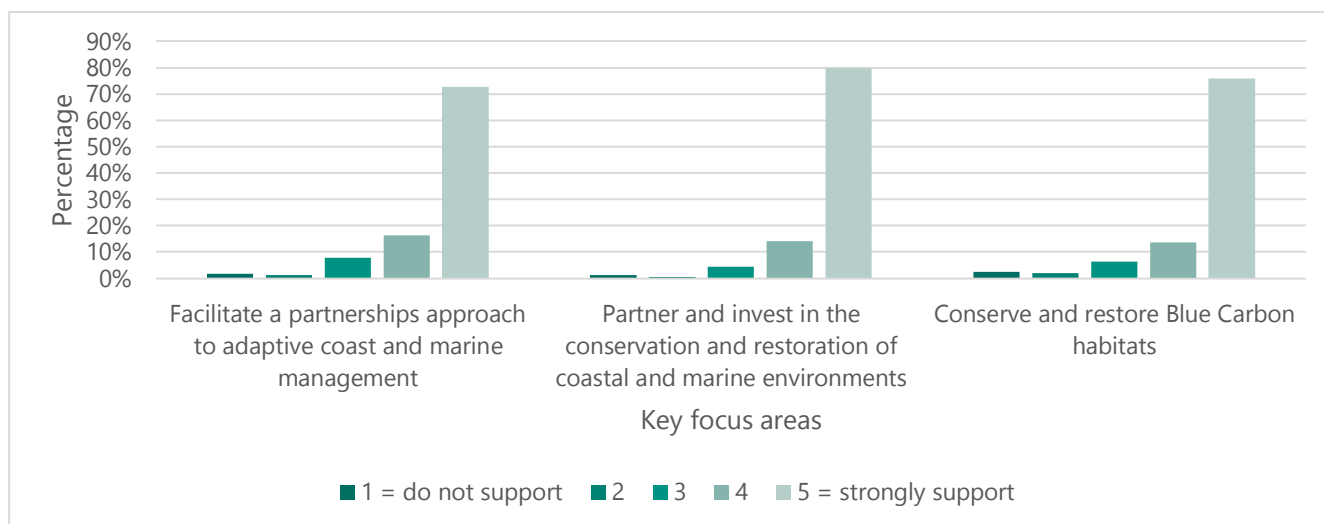 90%
80%
70%
60%
50%
40%
30%
20%
10%
0%
Percentage
Facilitate a partnerships approach
to adaptive coast and marine
management
Partner and invest in the
conservation and restoration of
coastal and marine environments
Conserve and restore Blue Carbon
habitats
Key focus areas
1 = do not support 2 3 4 5 = strongly support